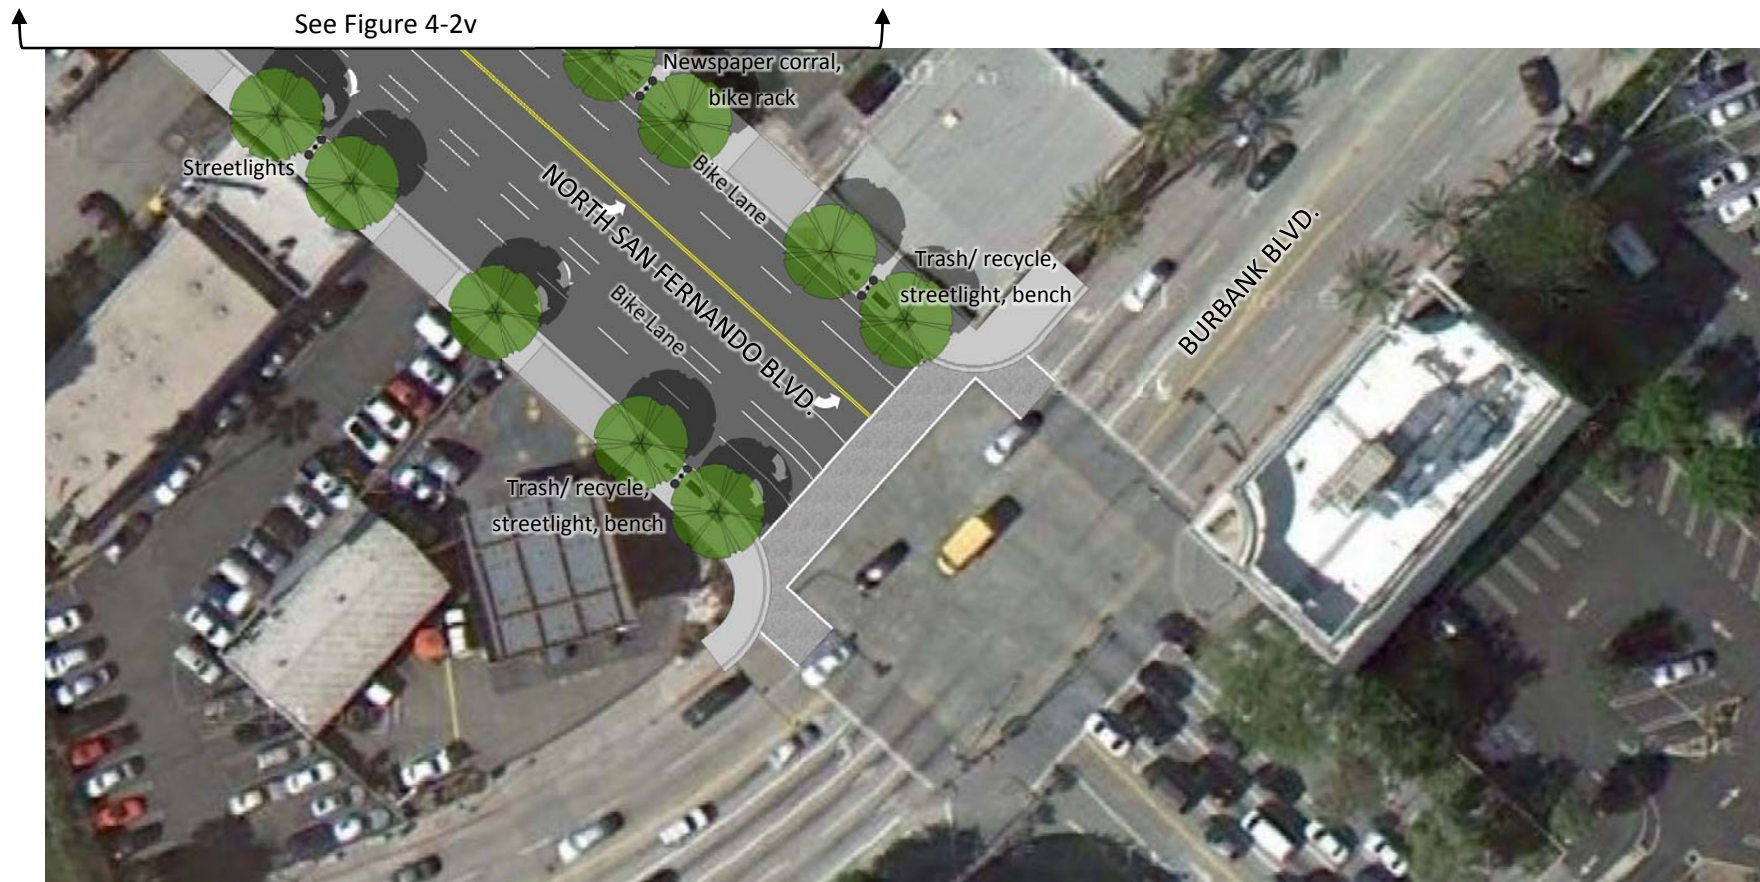 See Figure 4-2v
Newspaper corral,
bike rack
Streetlights
Bike Lane
NORTH SAN FERNANDO BLVD.
Trash/ recycle,
streetlight, bench
BURBANK BLVD.
Bike Lane
Trash/ recycle,
streetlight, bench